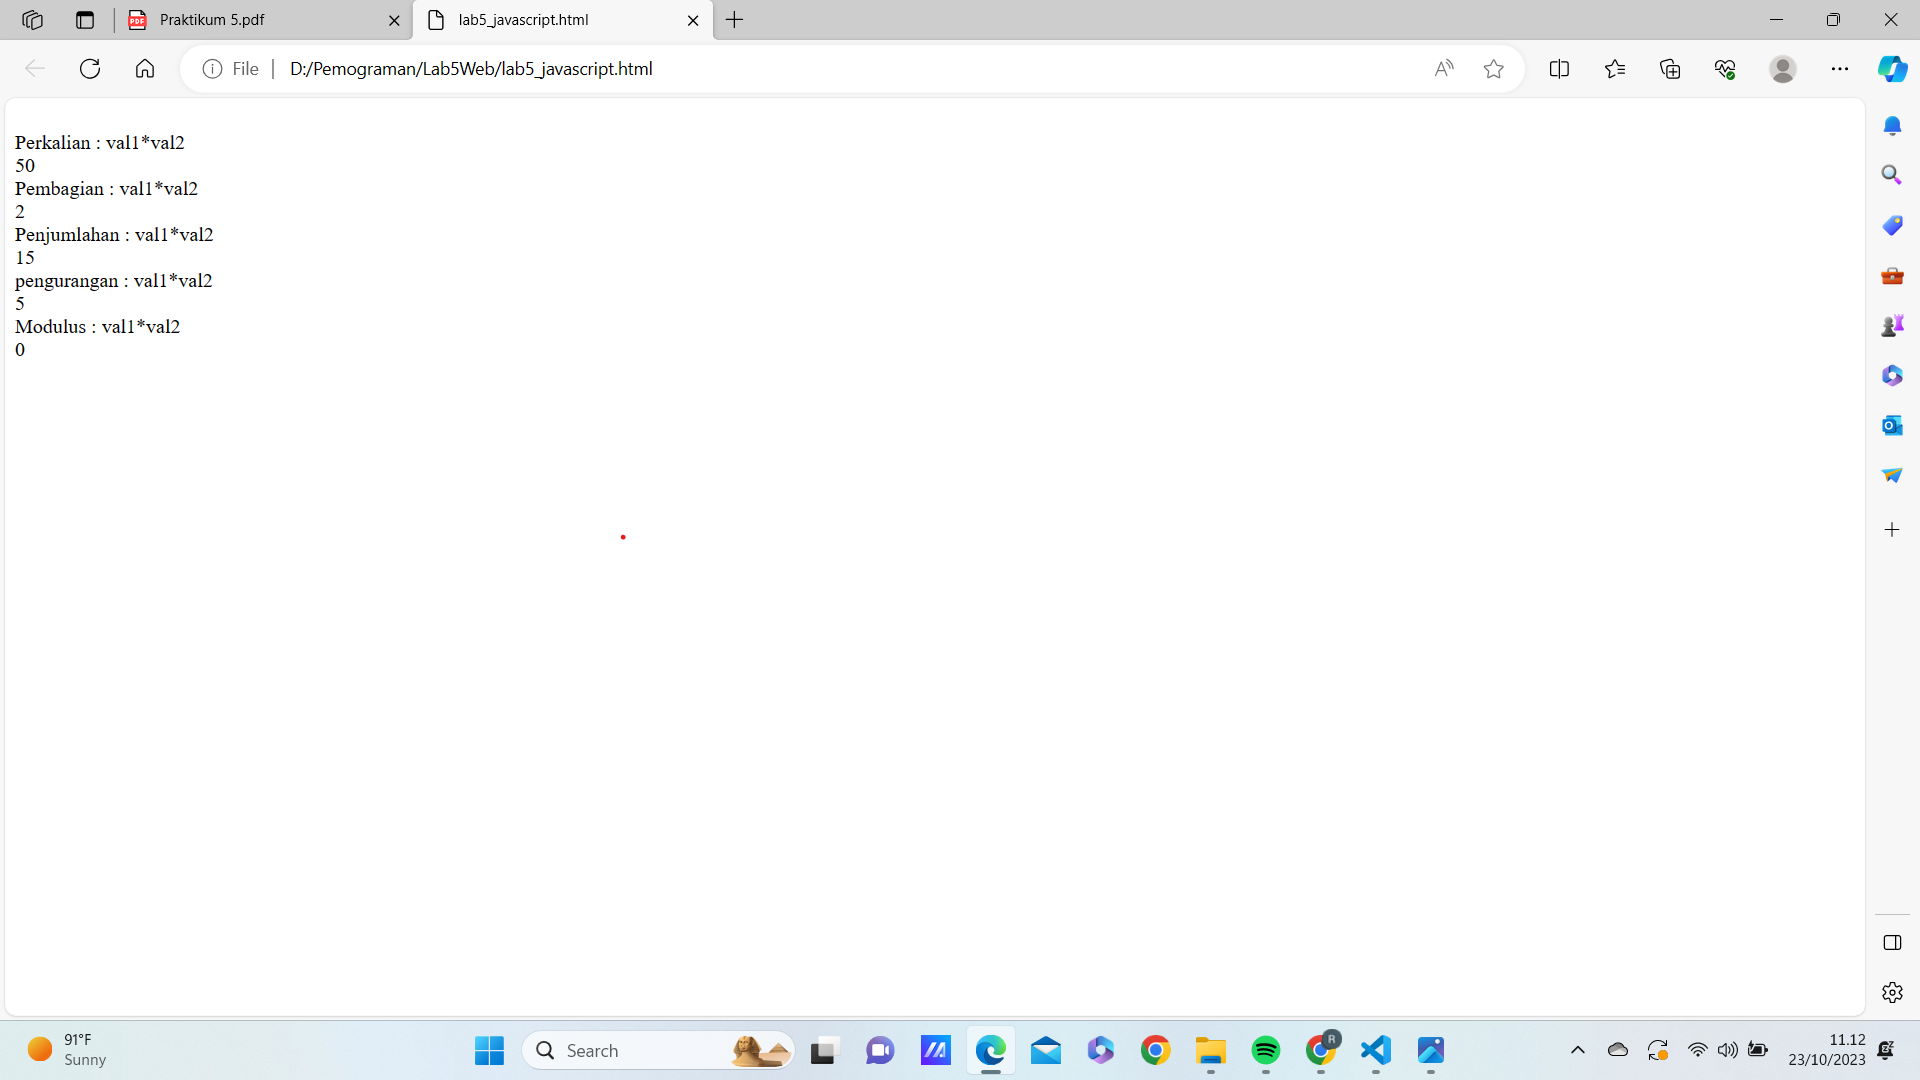 Praktikum 5.pdf
lab5_javascript.html
File
D:/Pemograman/Lab5Web/lab5_javascript.html
Perkalian : val1*val2
50
Pembagian : val1*val2
2
Penjumlahan : val1*val2
15
pengurangan : val1*val2
5
Modulus : val1*val2
0
91°F
Sunny
Search
R
11.12
23/10/2023